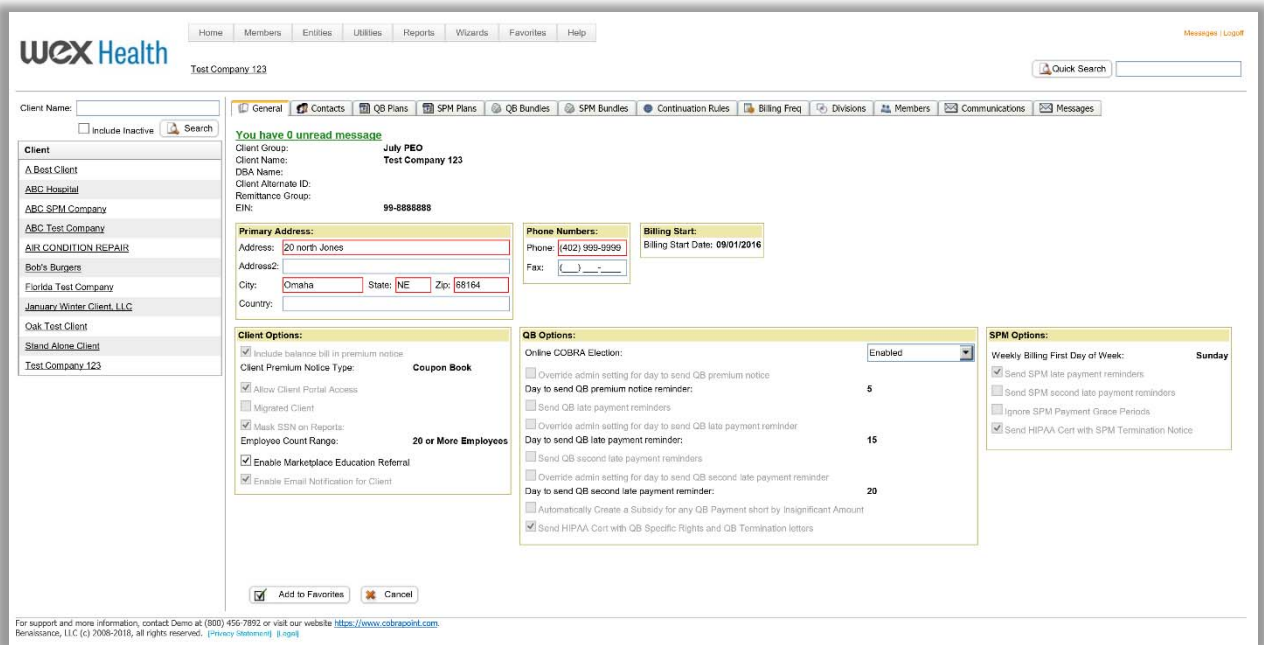 wex Health
Home Members Entities Utilities Reports Wizards Favorites Help
Messages | Logoff
Test Company 123
Quick Search
Client Name:
Include Inactive Search
Client
A Best Client
ABC Hospital
ABC SPM Company
ABC Test Company
AIR CONDITION REPAIR
Bob's Burgers
Florida Test Company
January Winter Client, LLC
Oak Test Client
Stand Alone Client
Test Company 123
General Contacts QB Plans SPM Plans QB Bundles SPM Bundles Continuation Rules Billing Freq Divisions Members Communications Messages
You have 0 unread message
Client Group: July PEO
Client Name: Test Company 123
DBA Name:
Client Alternate ID:
Remittance Group:
EIN: 99-8888888
Primary Address:
Address: 20 north Jones
Address2:
City: Omaha State: NE Zip: 68164
Country:
Phone Numbers:
Phone: (402) 999-9999
Fax: (___) ___-____
Billing Start:
Billing Start Date: 09/01/2016
Client Options:
Include balance bill in premium notice
Client Premium Notice Type: Coupon Book
Allow Client Portal Access
Migrated Client
Mask SSN on Reports:
Employee Count Range: 20 or More Employees
Enable Marketplace Education Referral
Enable Email Notification for Client
QB Options:
Online COBRA Election: Enabled
Override admin setting for day to send QB premium notice
Day to send QB premium notice reminder: 5
Send QB late payment reminders
Override admin setting for day to send QB late payment reminder
Day to send QB late payment reminder: 15
Send QB second late payment reminders
Override admin setting for day to send QB second late payment reminder
Day to send QB second late payment reminder: 20
Automatically Create a Subsidy for any QB Payment short by Insignificant Amount
Send HIPAA Cert with QB Specific Rights and QB Termination letters
SPM Options:
Weekly Billing First Day of Week: Sunday
Send SPM late payment reminders
Send SPM second late payment reminders
Ignore SPM Payment Grace Periods
Send HIPAA Cert with SPM Termination Notice
Add to Favorites Cancel
For support and more information, contact Demo at (800) 456-7892 or visit our website https://www.cobrapoint.com.
Benaissance, LLC (c) 2008-2018, all rights reserved. [Privacy Statement] [Legal]